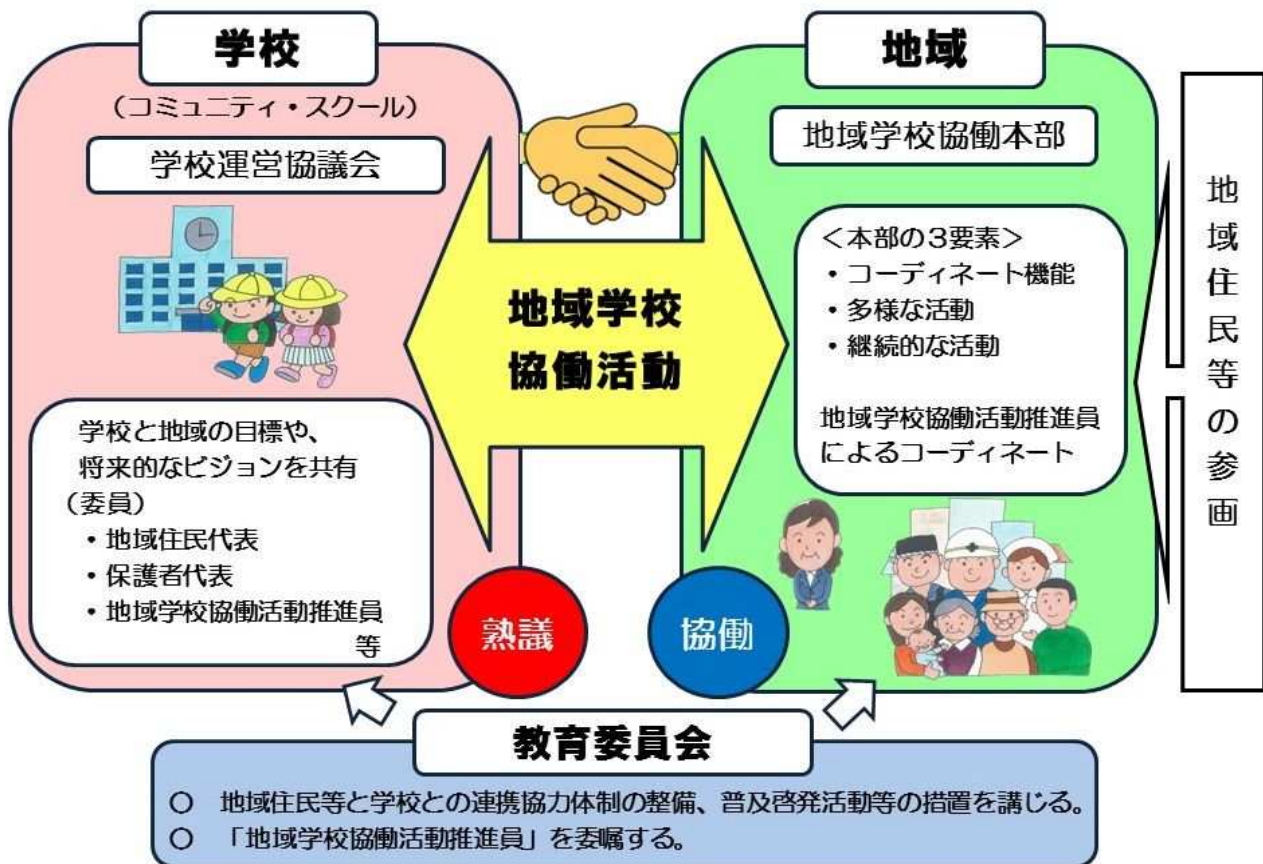 学校
(コミュニティ・スクール)
学校運営協議会
学校と地域の目標や、
将来的なビジョンを共有
(委員)
・地域住民代表
・保護者代表
・地域学校協働活動推進員
等
地域学校
協働活動
熟議
協働
地域
地域学校協働本部
<本部の3要素>
・コーディネート機能
・多様な活動
・継続的な活動
地域学校協働活動推進員
によるコーディネート
地域住民等の参画
教育委員会
○ 地域住民等と学校との連携協力体制の整備、普及啓発活動等の措置を講じる。
○ 「地域学校協働活動推進員」を委嘱する。